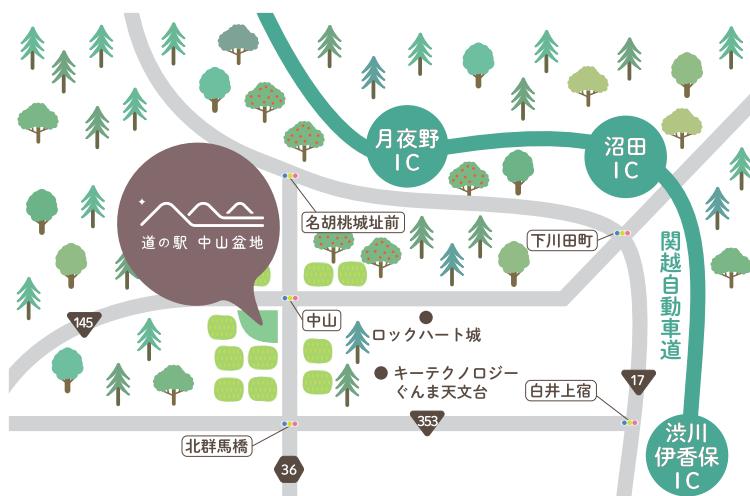 月夜野
IC
沼田
IC
名胡桃城址前
下川田町
道の駅 中山盆地
関越自動車道
145
中山
ロックハート城
キーテクノロジー
ぐんま天文台
17
白井上宿
353
北群馬橋
36
渋川
伊香保
IC